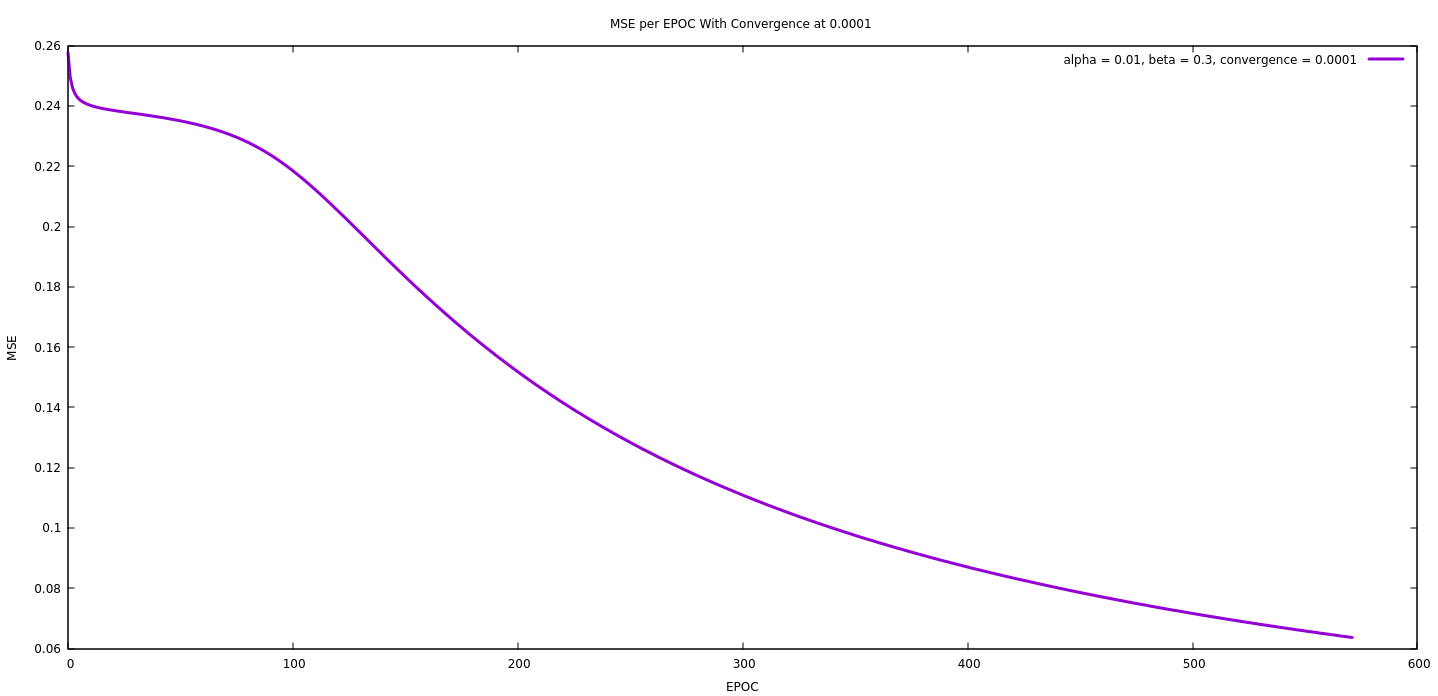 MSE per EPOC With Convergence at 0.0001
alpha = 0.01, beta = 0.3, convergence = 0.0001
0.26
0.24
0.22
0.2
0.18
0.16
0.14
0.12
0.1
0.08
0.06
MSE
0 100 200 300 400 500 600
EPOC